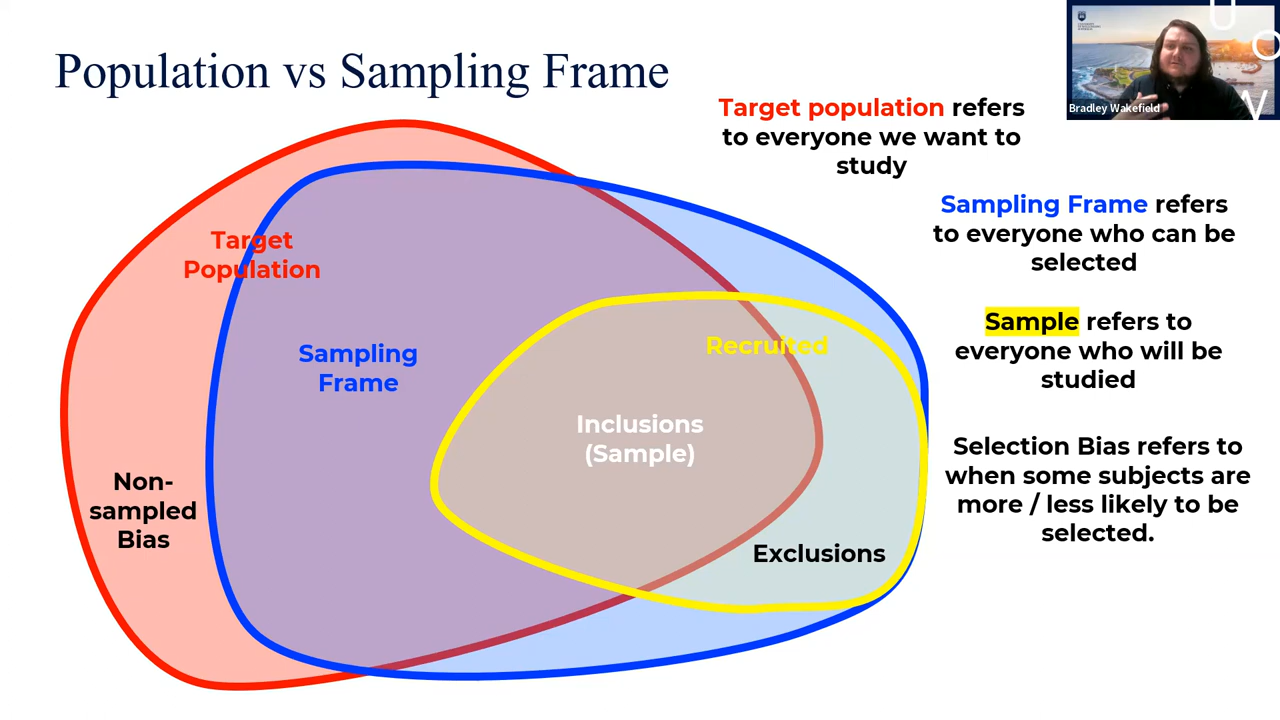 Population vs Sampling Frame
U
O
W
Bradley Wakefield
Target population refers
to everyone we want to
study
Sampling Frame refers
to everyone who can be
selected
Sample refers to
everyone who will be
studied
Selection Bias refers to
when some subjects are
more / less likely to be
selected.
Target
Population
Sampling
Frame
Recruited
Inclusions
(Sample)
Non-
sampled
Bias
Exclusions